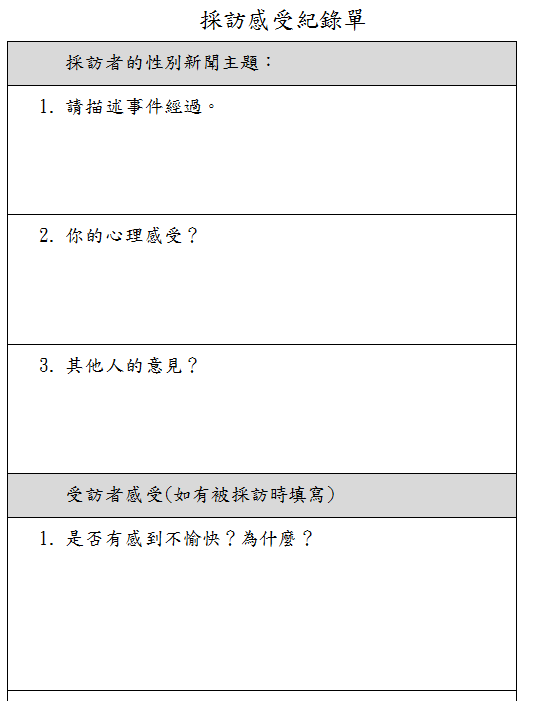 採訪感受紀錄單
採訪者的性別新聞主題：
1. 請描述事件經過。
2. 你的心理感受？
3. 其他人的意見？
受訪者感受(如有被採訪時填寫)
1. 是否有感到不愉快？為什麼？